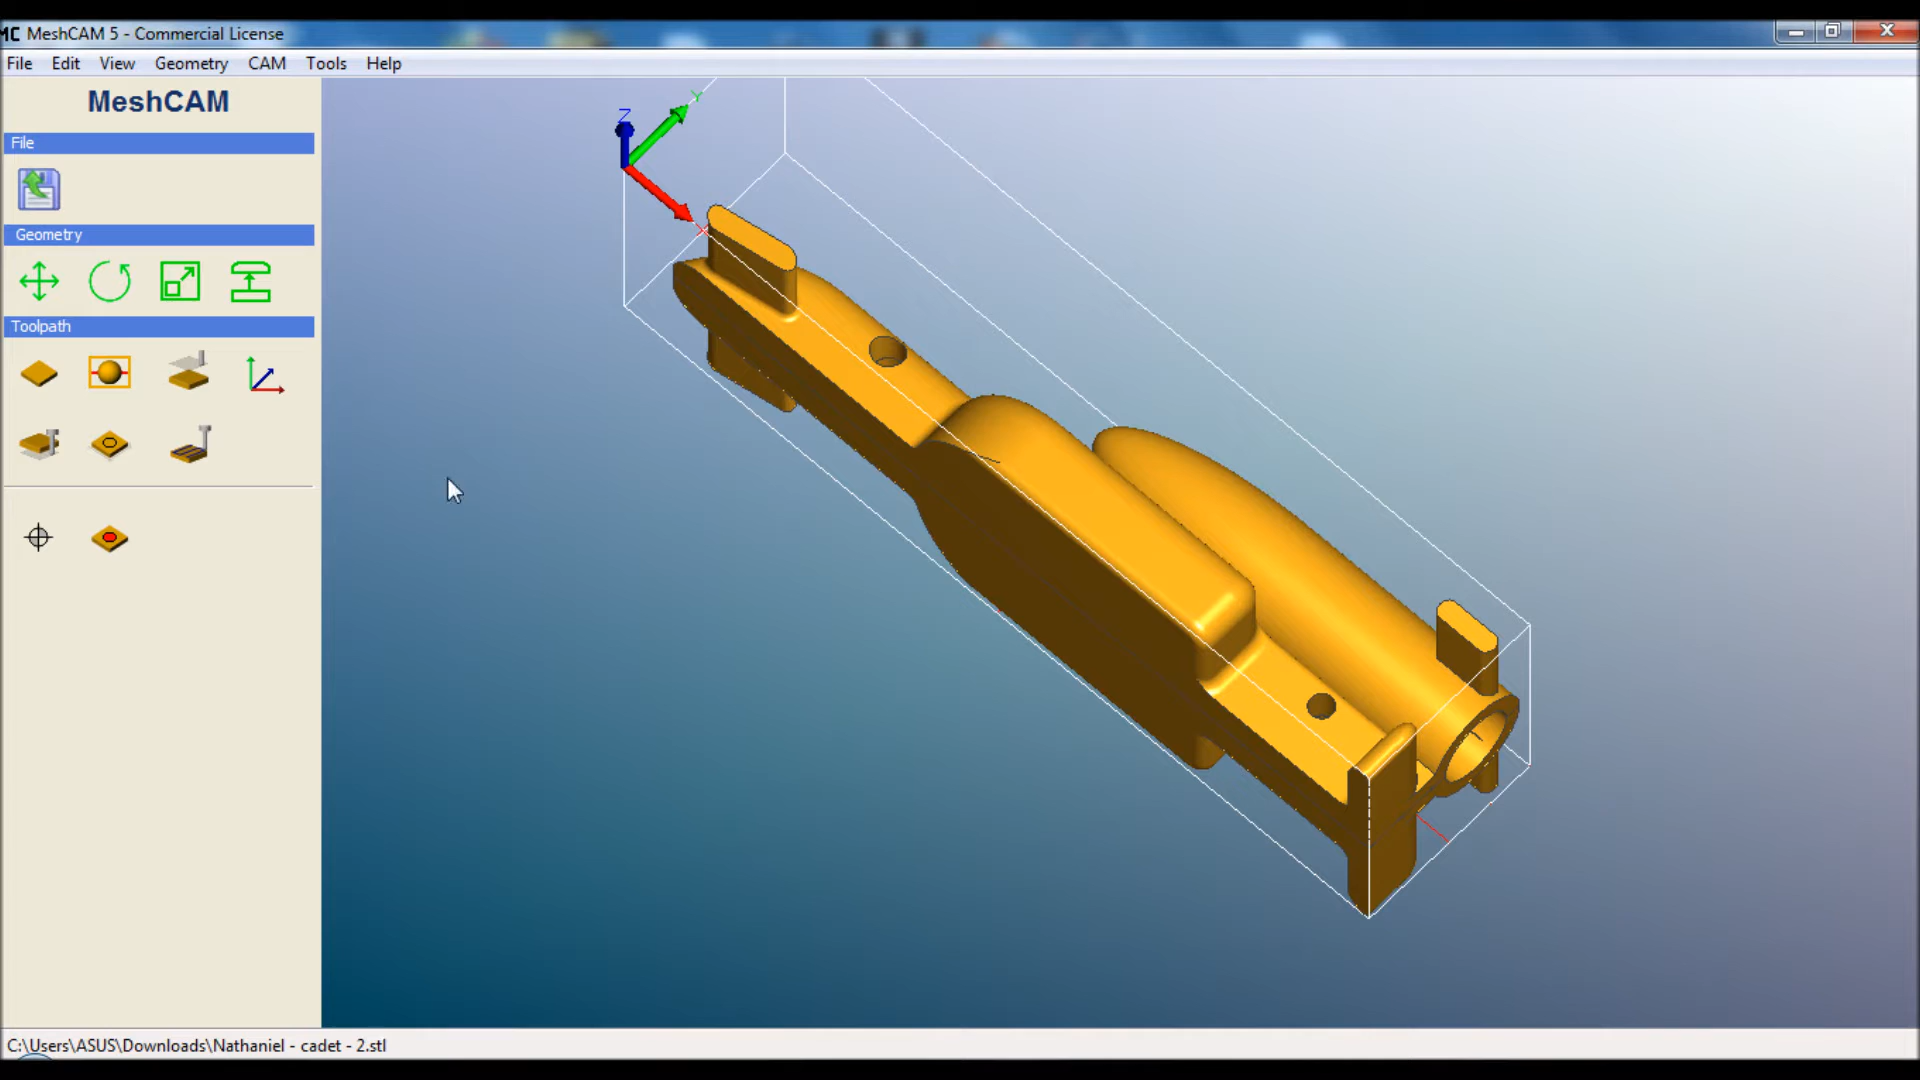 MC MeshCAM 5 - Commercial License
File Edit View Geometry CAM Tools Help
MeshCAM
File
Geometry
Toolpath
Z
Y
X
C:\Users\ASUS\Downloads\Nathaniel - cadet - 2.stl